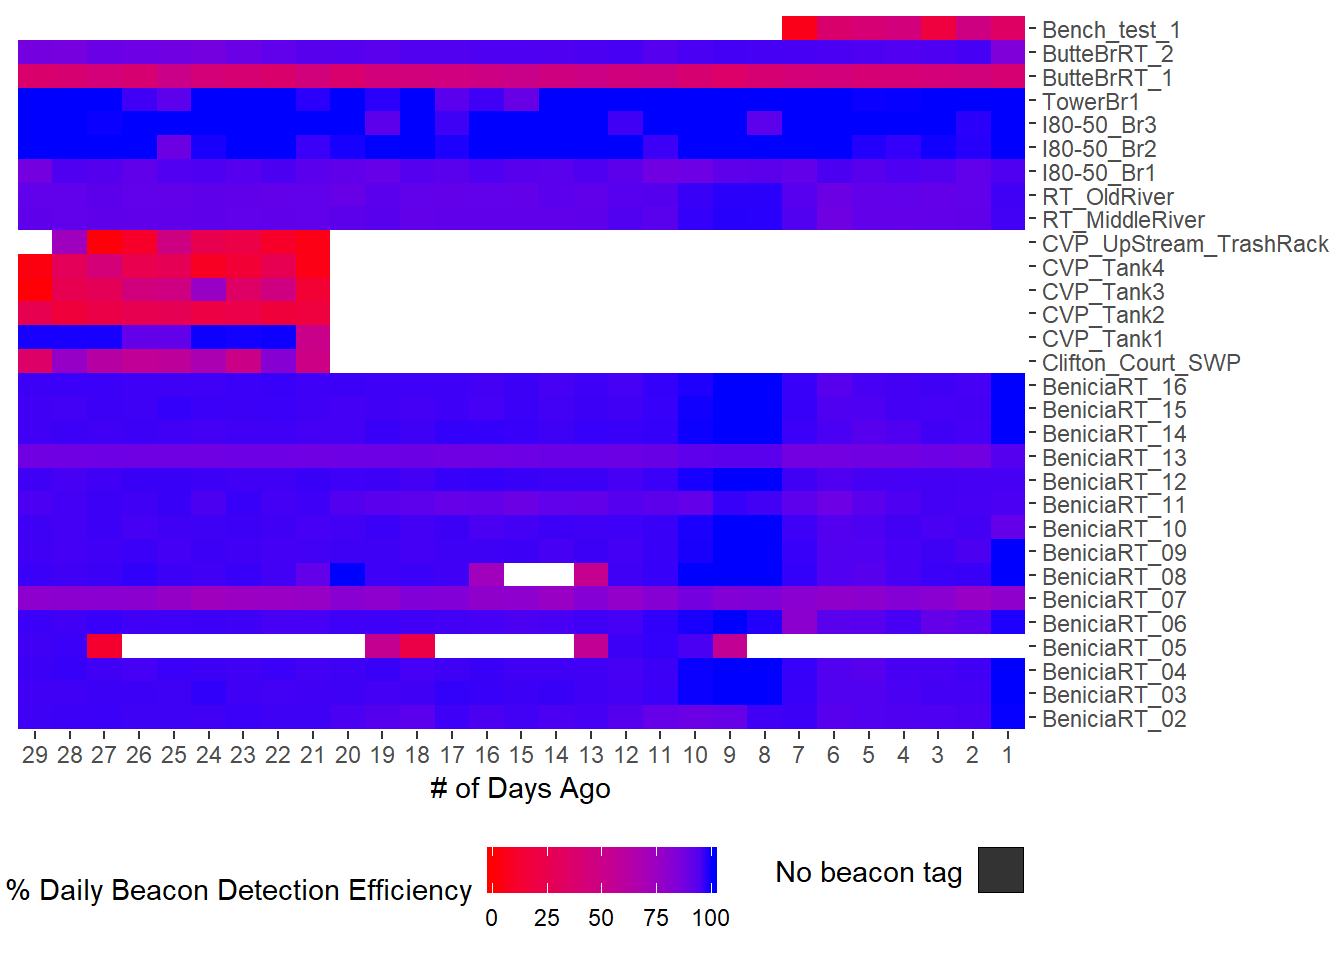 Bench_test_1
ButteBrRT_2
ButteBrRT_1
TowerBr1
I80-50_Br3
I80-50_Br2
I80-50_Br1
RT_OldRiver
RT_MiddleRiver
CVP_UpStream_TrashRack
CVP_Tank4
CVP_Tank3
CVP_Tank2
CVP_Tank1
Clifton_Court_SWP
BeniciaRT_16
BeniciaRT_15
BeniciaRT_14
BeniciaRT_13
BeniciaRT_12
BeniciaRT_11
BeniciaRT_10
BeniciaRT_09
BeniciaRT_08
BeniciaRT_07
BeniciaRT_06
BeniciaRT_05
BeniciaRT_04
BeniciaRT_03
BeniciaRT_02
29 28 27 26 25 24 23 22 21 20 19 18 17 16 15 14 13 12 11 10 9 8 7 6 5 4 3 2 1
# of Days Ago
% Daily Beacon Detection Efficiency
0 25 50 75 100
No beacon tag